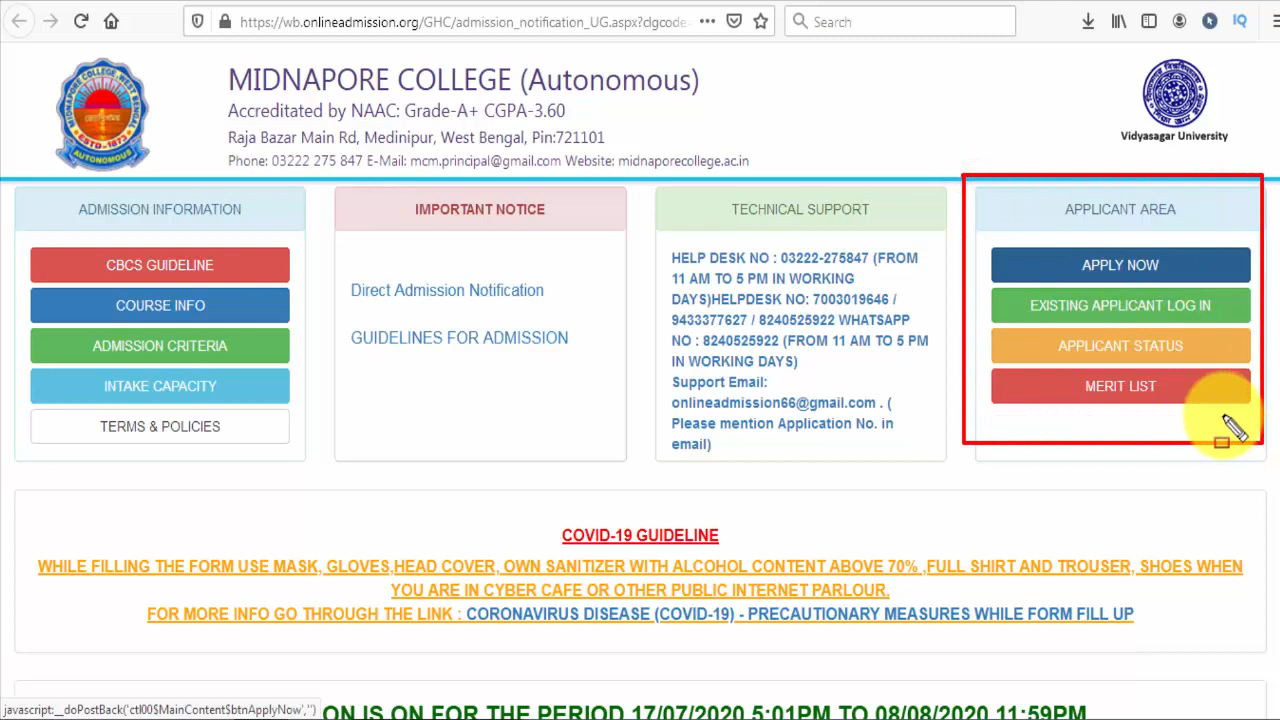 https://wb.onlineadmission.org/GHC/admission_notification_UG.aspx?clgcode
Search
MIDNAPORE COLLEGE (Autonomous)
Accredited by NAAC: Grade-A+ CGPA-3.60
Raja Bazar Main Rd, Medinipur, West Bengal, Pin:721101
Phone: 03222 275 847 E-Mail: mcm.principal@gmail.com Website: midnaporecollege.ac.in
Vidyasagar University
ADMISSION INFORMATION
CBCS GUIDELINE
COURSE INFO
ADMISSION CRITERIA
INTAKE CAPACITY
TERMS & POLICIES
IMPORTANT NOTICE
Direct Admission Notification
GUIDELINES FOR ADMISSION
TECHNICAL SUPPORT
HELP DESK NO : 03222-275847 (FROM
11 AM TO 5 PM IN WORKING
DAYS)HELPDESK NO: 7003019646 /
9433377627 / 8240525922 WHATSAPP
NO : 8240525922 (FROM 11 AM TO 5 PM
IN WORKING DAYS)
Support Email:
onlineadmission66@gmail.com . (
Please mention Application No. in
email)
APPLICANT AREA
APPLY NOW
EXISTING APPLICANT LOG IN
APPLICANT STATUS
MERIT LIST
COVID-19 GUIDELINE
WHILE FILLING THE FORM USE MASK, GLOVES,HEAD COVER, OWN SANITIZER WITH ALCOHOL CONTENT ABOVE 70% ,FULL SHIRT AND TROUSER, SHOES WHEN
YOU ARE IN CYBER CAFE OR OTHER PUBLIC INTERNET PARLOUR.
FOR MORE INFO GO THROUGH THE LINK : CORONAVIRUS DISEASE (COVID-19) - PRECAUTIONARY MEASURES WHILE FORM FILL UP
ON IS ON FOR THE PERIOD 17/07/2020 5:01PM TO 08/08/2020 11:59PM
javascript:__doPostBack('ctl00$MainContent$btnApplyNow','')